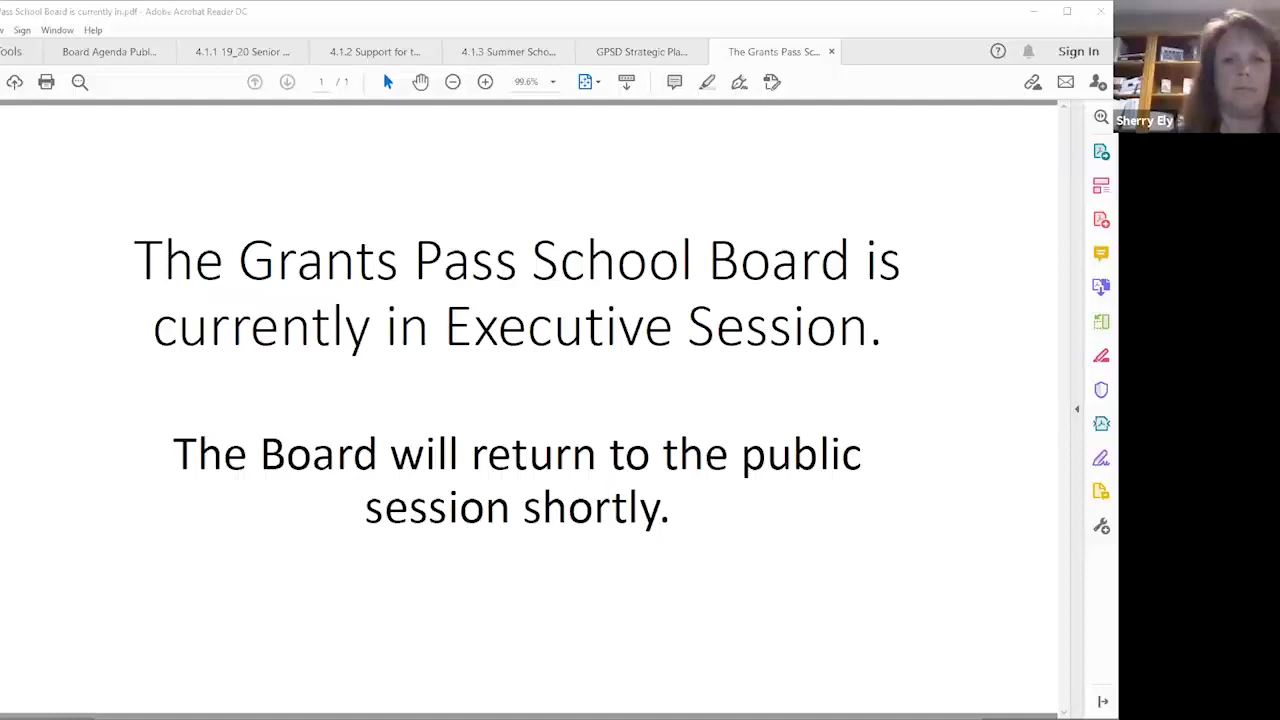 Pass School Board is currently in.pdf - Adobe Acrobat Reader DC
Sign Window Help
Tools Board Agenda Publ... 4.1.1 19_20 Senior ... 4.1.2 Support for t... 4.1.3 Summer Scho... GPSD Strategic Pla... The Grants Pass Sc... × Sign In
1 / 1 99.6%
Sherry Ely
The Grants Pass School Board is
currently in Executive Session.
The Board will return to the public
session shortly.